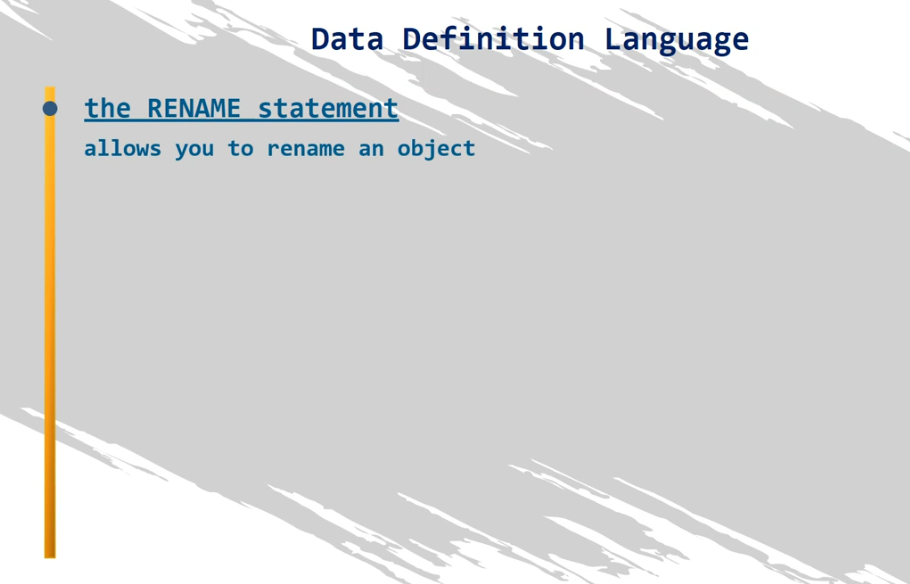 Data Definition Language
the RENAME statement
allows you to rename an object